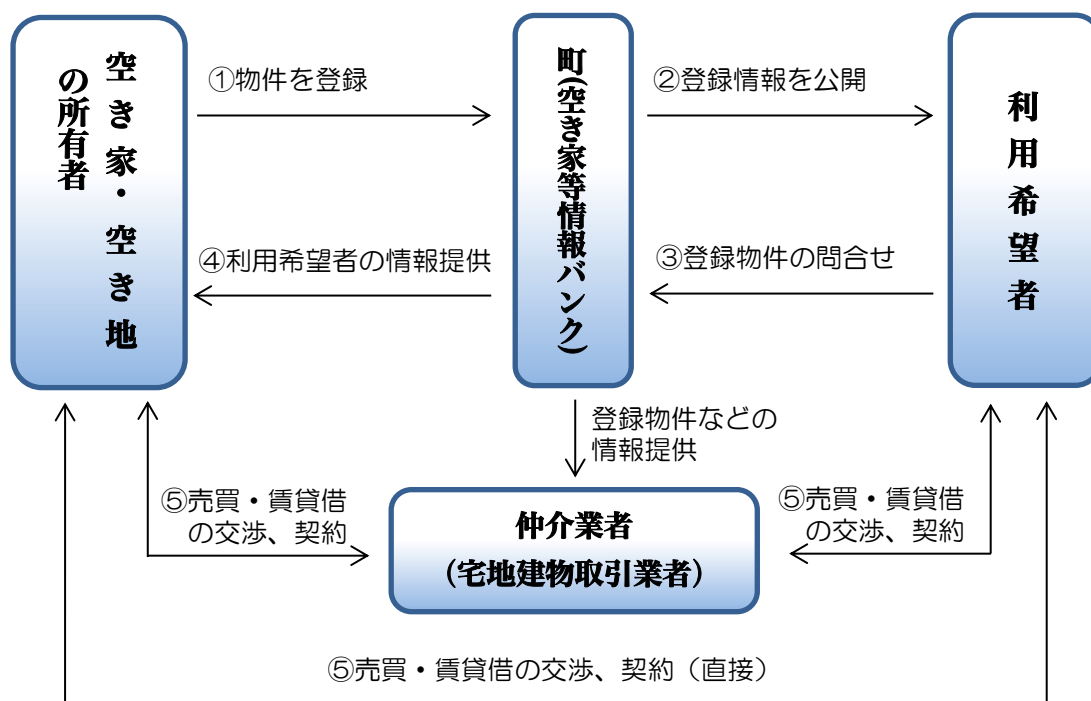 空き家・空き地
の所有者
①物件を登録
町(空き家等情報バンク)
②登録情報を公開
利用希望者
④利用希望者の情報提供
③登録物件の問合せ
登録物件などの
情報提供
⑤売買・賃貸借
の交渉、契約
仲介業者
(宅地建物取引業者)
⑤売買・賃貸借
の交渉、契約
⑤売買・賃貸借の交渉、契約（直接）